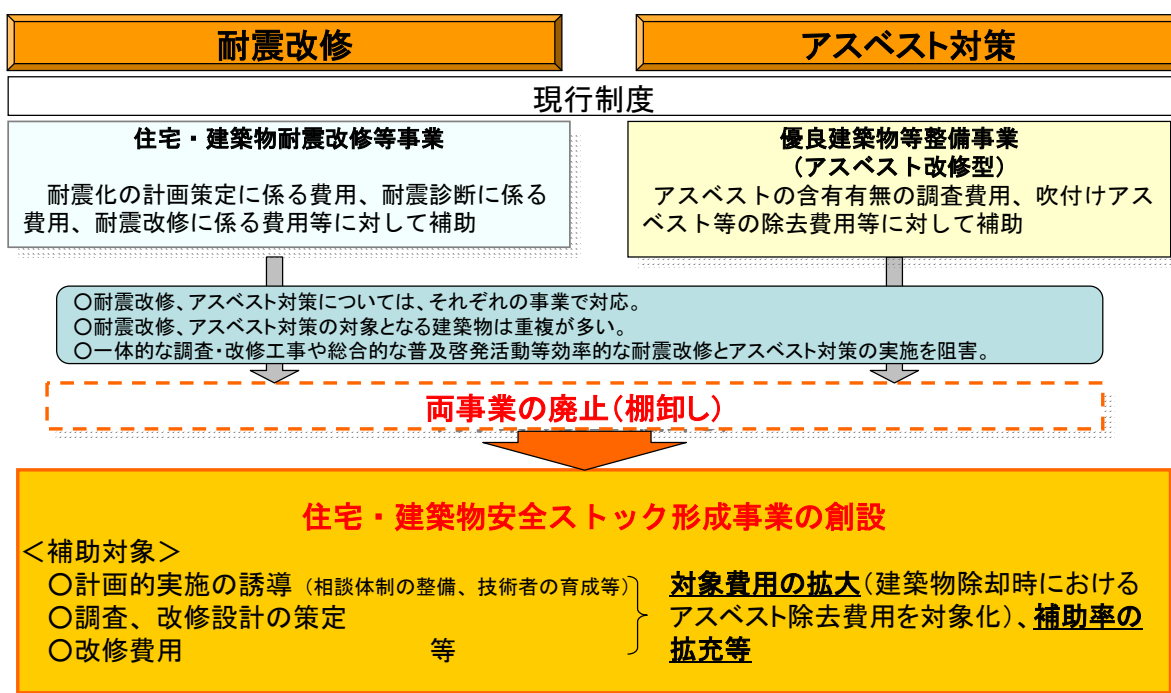 耐震改修
アスベスト対策
現行制度
住宅・建築物耐震改修等事業
耐震化の計画策定に係る費用、耐震診断に係る
費用、耐震改修に係る費用等に対して補助
優良建築物等整備事業
（アスベスト改修型）
アスベストの含有有無の調査費用、吹付けアス
ベスト等の除去費用等に対して補助
○耐震改修、アスベスト対策については、それぞれの事業で対応。
○耐震改修、アスベスト対策の対象となる建築物は重複が多い。
○一体的な調査・改修工事や総合的な普及啓発活動等効率的な耐震改修とアスベスト対策の実施を阻害。
両事業の廃止（棚卸し）
住宅・建築物安全ストック形成事業の創設
＜補助対象＞
○計画的実施の誘導（相談体制の整備、技術者の育成等）
○調査、改修設計の策定
○改修費用　等
対象費用の拡大（建築物除却時における
アスベスト除去費用を対象化）、補助率の
拡充等